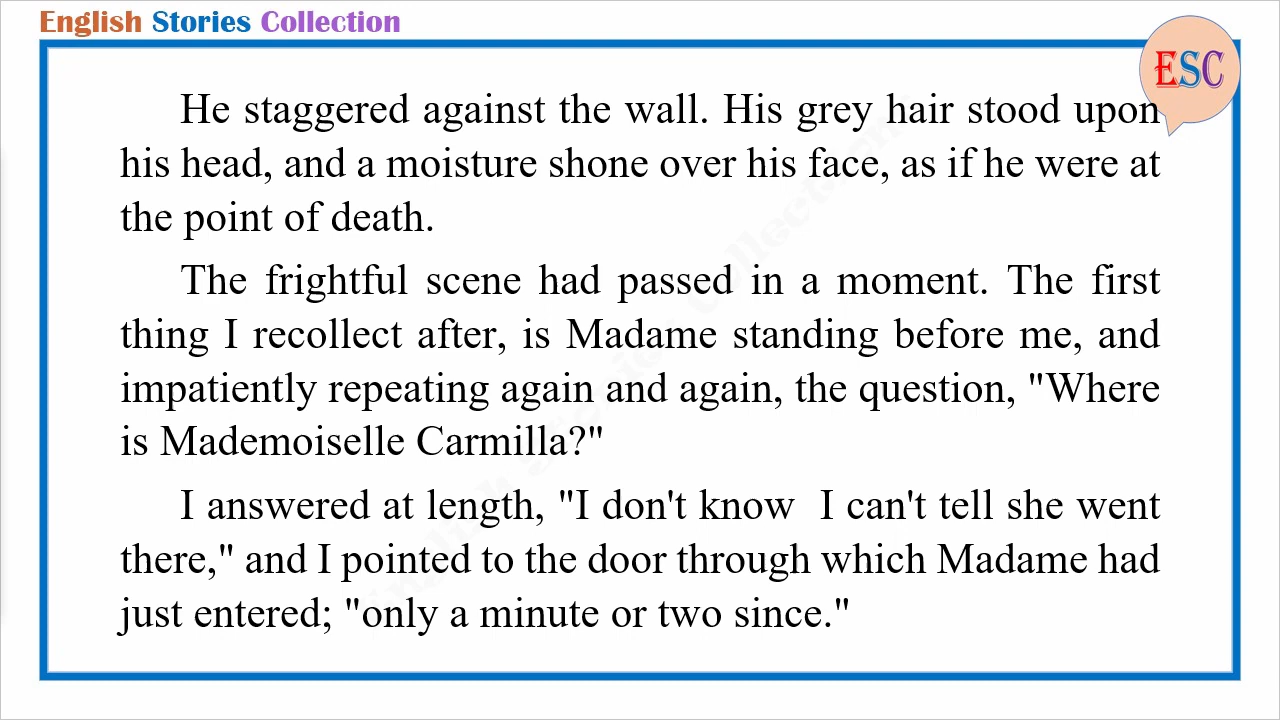 English Stories Collection
ESC
He staggered against the wall. His grey hair stood upon
his head, and a moisture shone over his face, as if he were at
the point of death.
The frightful scene had passed in a moment. The first
thing I recollect after, is Madame standing before me, and
impatiently repeating again and again, the question, "Where
is Mademoiselle Carmilla?"
I answered at length, "I don't know  I can't tell she went
there," and I pointed to the door through which Madame had
just entered; "only a minute or two since."
English Stories Collection